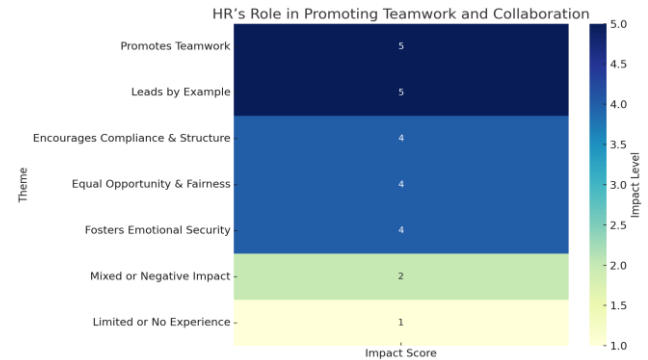 HR’s Role in Promoting Teamwork and Collaboration
Promotes Teamwork
5
Leads by Example
5
Encourages Compliance & Structure
4
Equal Opportunity & Fairness
4
Fosters Emotional Security
4
Mixed or Negative Impact
2
Limited or No Experience
1
Theme
Impact Score
5.0
4.5
4.0
3.5
3.0
2.5
2.0
1.5
1.0
Impact Level